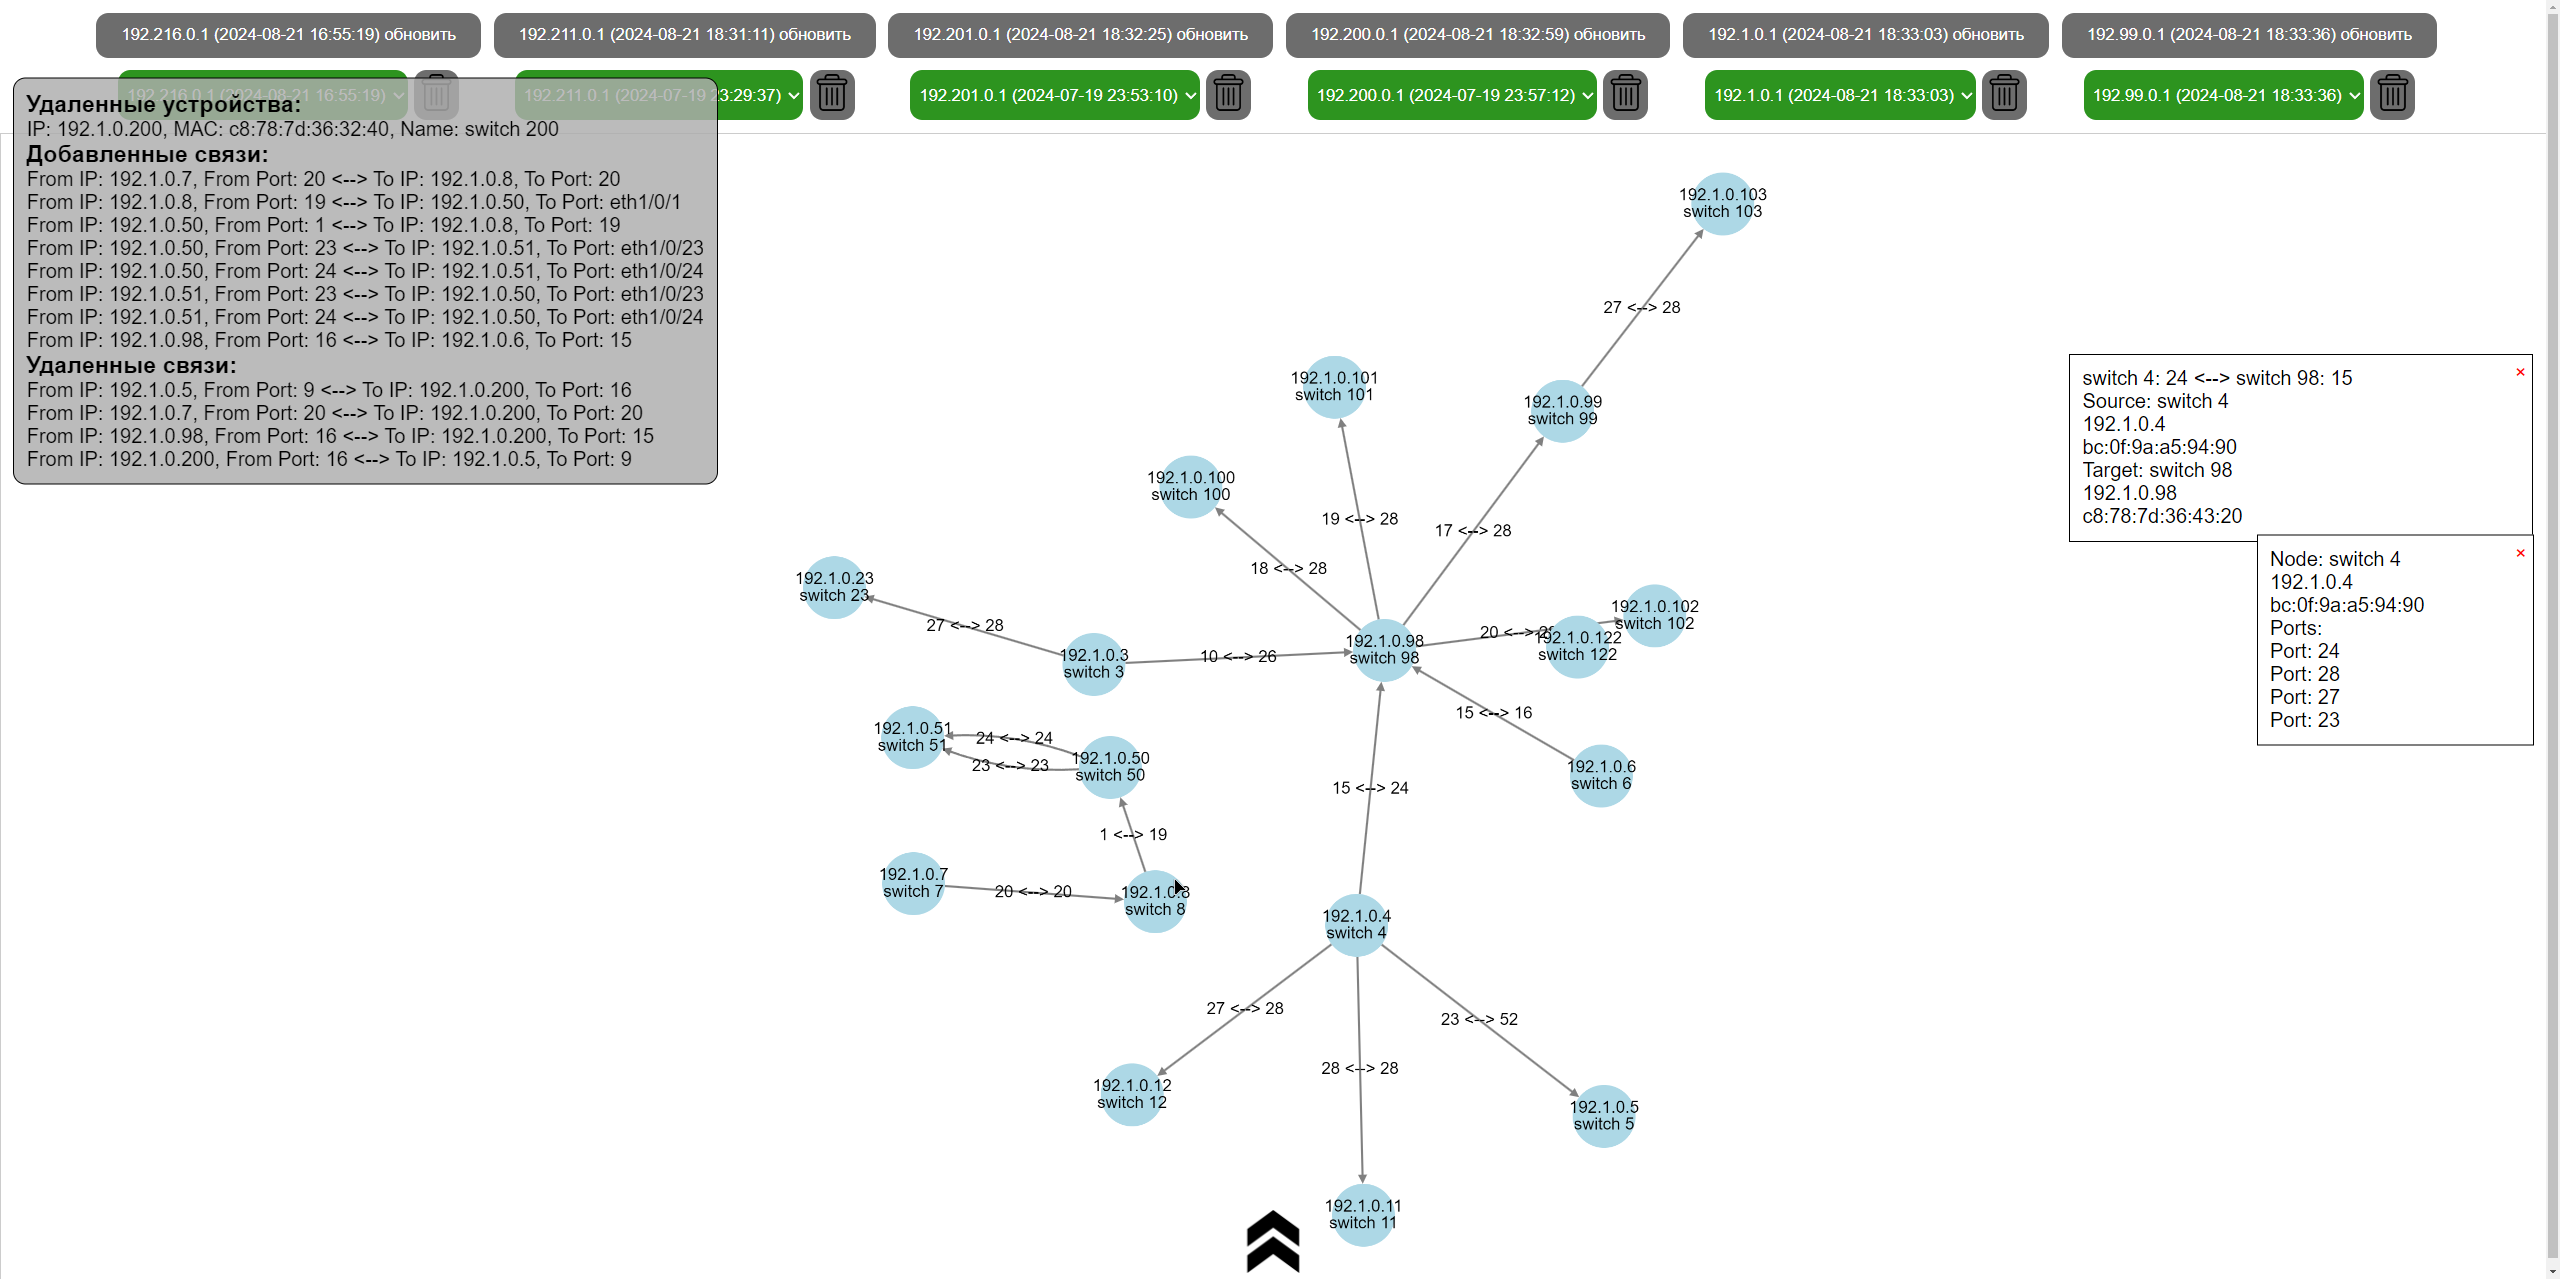 192.216.0.1 (2024-08-21 16:55:19) обновить
192.211.0.1 (2024-08-21 18:31:11) обновить
192.201.0.1 (2024-08-21 18:32:25) обновить
192.200.0.1 (2024-08-21 18:32:59) обновить
192.1.0.1 (2024-08-21 18:33:03) обновить
192.99.0.1 (2024-08-21 18:33:36) обновить
192.216.0.1 (2024-08-21 16:55:19)
192.211.0.1 (2024-07-19 23:29:37)
192.201.0.1 (2024-07-19 23:53:10)
192.200.0.1 (2024-07-19 23:57:12)
192.1.0.1 (2024-08-21 18:33:03)
192.99.0.1 (2024-08-21 18:33:36)
Удаленные устройства:
IP: 192.1.0.200, MAC: c8:78:7d:36:32:40, Name: switch 200
Добавленные связи:
From IP: 192.1.0.7, From Port: 20 <--> To IP: 192.1.0.8, To Port: 20
From IP: 192.1.0.8, From Port: 19 <--> To IP: 192.1.0.50, To Port: eth1/0/1
From IP: 192.1.0.50, From Port: 1 <--> To IP: 192.1.0.8, To Port: 19
From IP: 192.1.0.50, From Port: 23 <--> To IP: 192.1.0.51, To Port: eth1/0/23
From IP: 192.1.0.50, From Port: 24 <--> To IP: 192.1.0.51, To Port: eth1/0/24
From IP: 192.1.0.51, From Port: 23 <--> To IP: 192.1.0.50, To Port: eth1/0/23
From IP: 192.1.0.51, From Port: 24 <--> To IP: 192.1.0.50, To Port: eth1/0/24
From IP: 192.1.0.98, From Port: 16 <--> To IP: 192.1.0.6, To Port: 15
Удаленные связи:
From IP: 192.1.0.5, From Port: 9 <--> To IP: 192.1.0.200, To Port: 16
From IP: 192.1.0.7, From Port: 20 <--> To IP: 192.1.0.200, To Port: 20
From IP: 192.1.0.98, From Port: 16 <--> To IP: 192.1.0.200, To Port: 15
From IP: 192.1.0.200, From Port: 16 <--> To IP: 192.1.0.5, To Port: 9
192.1.0.103
switch 103
27 <--> 28
192.1.0.101
switch 101
192.1.0.99
switch 99
192.1.0.100
switch 100
19 <--> 28
17 <--> 28
18 <--> 28
192.1.0.23
switch 23
27 <--> 28
192.1.0.3
switch 3
10 <--> 26
192.1.0.98
switch 98
20 <-->
192.1.0.122
switch 122
192.1.0.102
switch 102
15 <--> 16
192.1.0.6
switch 6
192.1.0.51
switch 51
24 <--> 24
23 <--> 23
192.1.0.50
switch 50
15 <--> 24
1 <--> 19
192.1.0.7
switch 7
20 <--> 20
192.1.0.8
switch 8
192.1.0.4
switch 4
27 <--> 28
23 <--> 52
28 <--> 28
192.1.0.12
switch 12
192.1.0.5
switch 5
192.1.0.11
switch 11
switch 4: 24 <--> switch 98: 15
Source: switch 4
192.1.0.4
bc:0f:9a:a5:94:90
Target: switch 98
192.1.0.98
c8:78:7d:36:43:20
Node: switch 4
192.1.0.4
bc:0f:9a:a5:94:90
Ports:
Port: 24
Port: 28
Port: 27
Port: 23